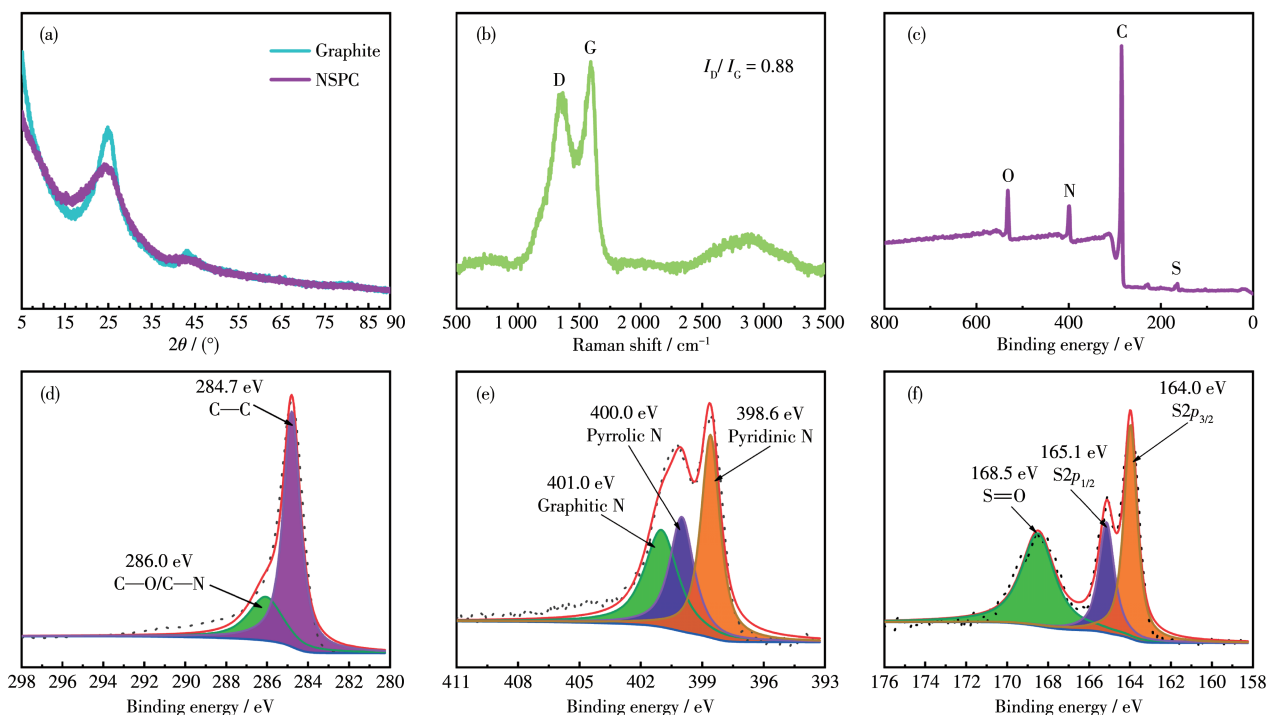 (a)
Graphite
NSPC
5 15 25 35 45 55 65 75 85 90
2θ / (°)
(b)
D
G
I_D/ I_G = 0.88
500 1 000 1 500 2 000 2 500 3 000 3 500
Raman shift / cm⁻¹
(c)
C
O
N
S
800 600 400 200 0
Binding energy / eV
(d)
284.7 eV
C—C
286.0 eV
C—O/C—N
298 296 294 292 290 288 286 284 282 280
Binding energy / eV
(e)
398.6 eV
Pyridinic N
400.0 eV
Pyrrolic N
401.0 eV
Graphitic N
411 408 405 402 399 396 393
Binding energy / eV
(f)
164.0 eV
S2p3/2
165.1 eV
S2p1/2
168.5 eV
S=O
176 174 172 170 168 166 164 162 160 158
Binding energy / eV